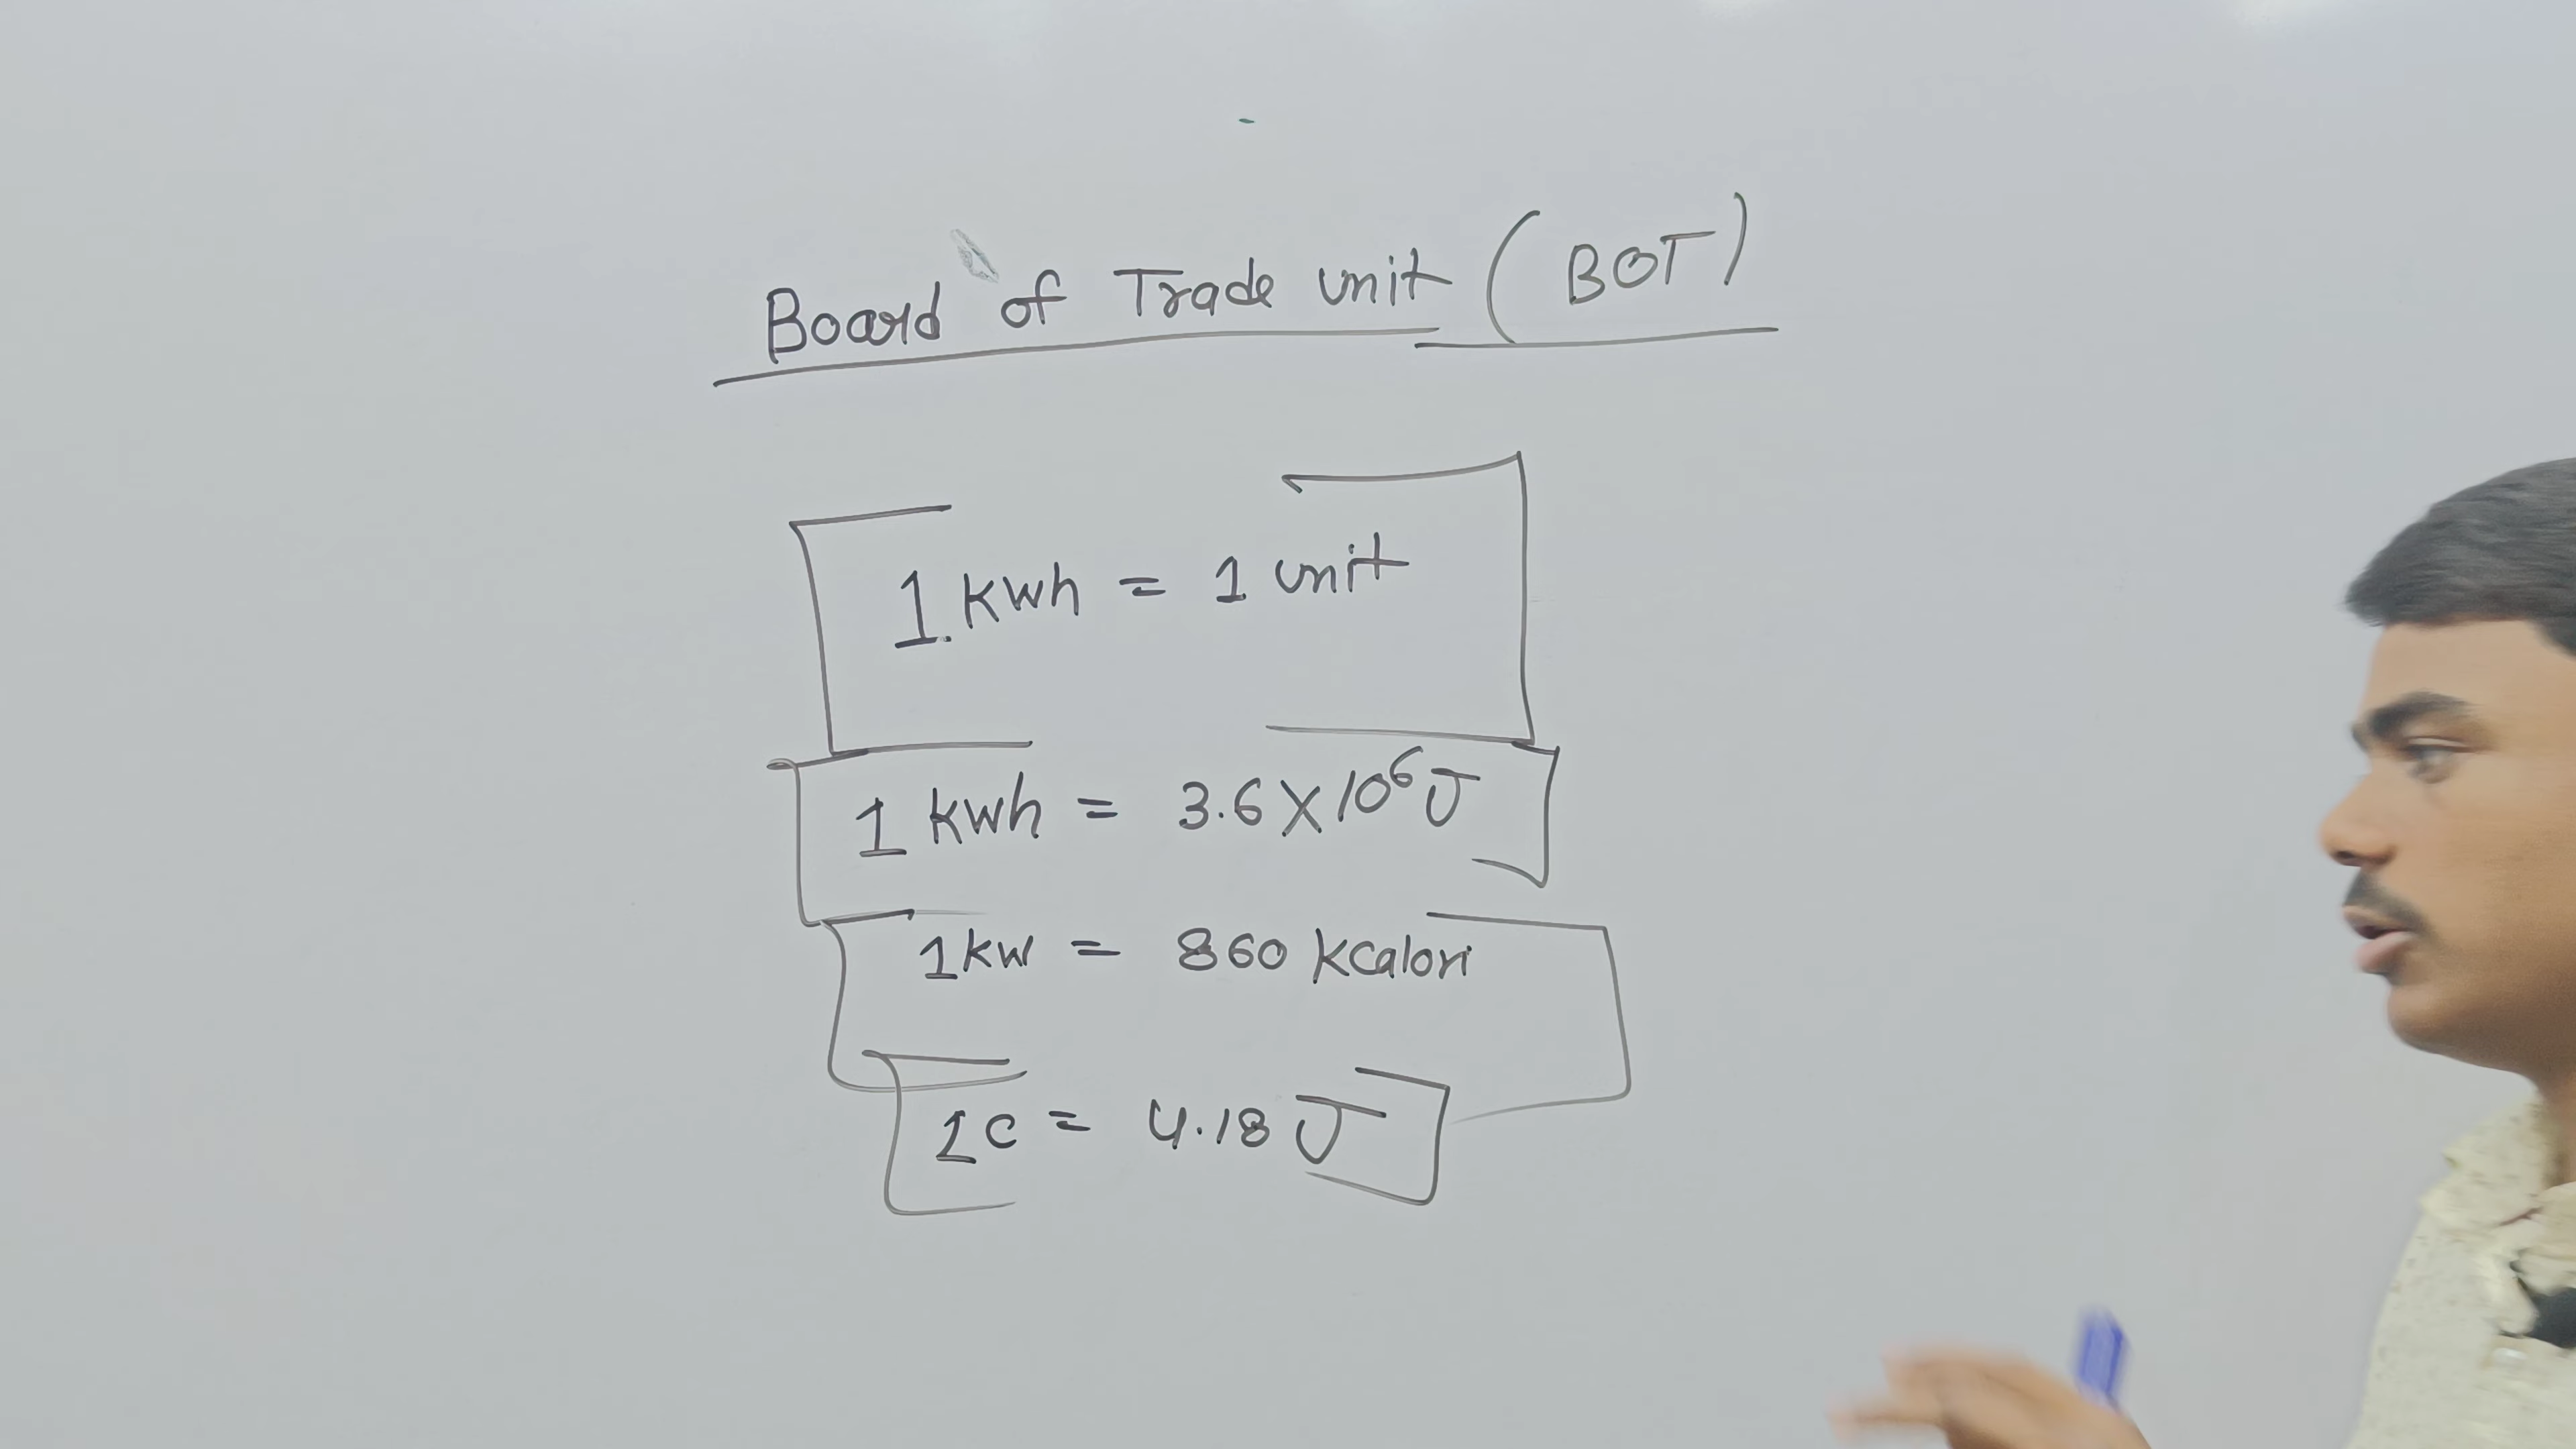 Board of Trade unit (BOT)
1 kwh = 1 unit
1 kwh = 3.6 X 10⁶ J
1 kw = 860 kcalori
1c = 4.18 J